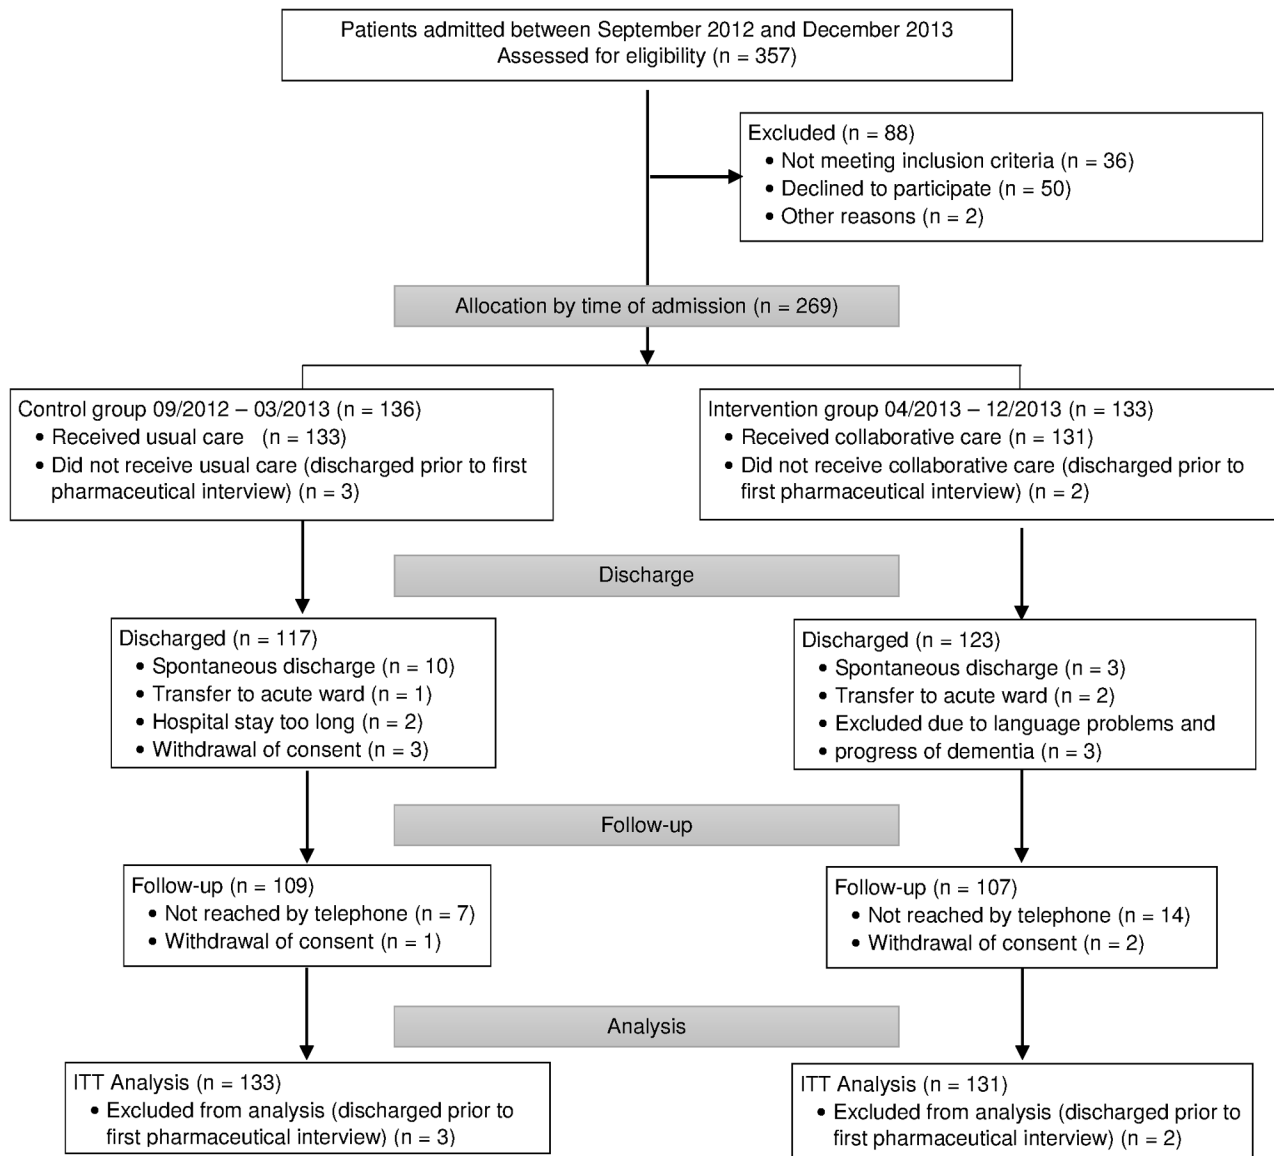 Patients admitted between September 2012 and December 2013
Assessed for eligibility (n = 357)
Excluded (n = 88)
• Not meeting inclusion criteria (n = 36)
• Declined to participate (n = 50)
• Other reasons (n = 2)
Allocation by time of admission (n = 269)
Control group 09/2012 – 03/2013 (n = 136)
• Received usual care (n = 133)
• Did not receive usual care (discharged prior to first
pharmaceutical interview) (n = 3)
Intervention group 04/2013 – 12/2013 (n = 133)
• Received collaborative care (n = 131)
• Did not receive collaborative care (discharged prior to
first pharmaceutical interview) (n = 2)
Discharge
Discharged (n = 117)
• Spontaneous discharge (n = 10)
• Transfer to acute ward (n = 1)
• Hospital stay too long (n = 2)
• Withdrawal of consent (n = 3)
Discharged (n = 123)
• Spontaneous discharge (n = 3)
• Transfer to acute ward (n = 2)
• Excluded due to language problems and
• progress of dementia (n = 3)
Follow-up
Follow-up (n = 109)
• Not reached by telephone (n = 7)
• Withdrawal of consent (n = 1)
Follow-up (n = 107)
• Not reached by telephone (n = 14)
• Withdrawal of consent (n = 2)
Analysis
ITT Analysis (n = 133)
• Excluded from analysis (discharged prior to
first pharmaceutical interview) (n = 3)
ITT Analysis (n = 131)
• Excluded from analysis (discharged prior to
first pharmaceutical interview) (n = 2)